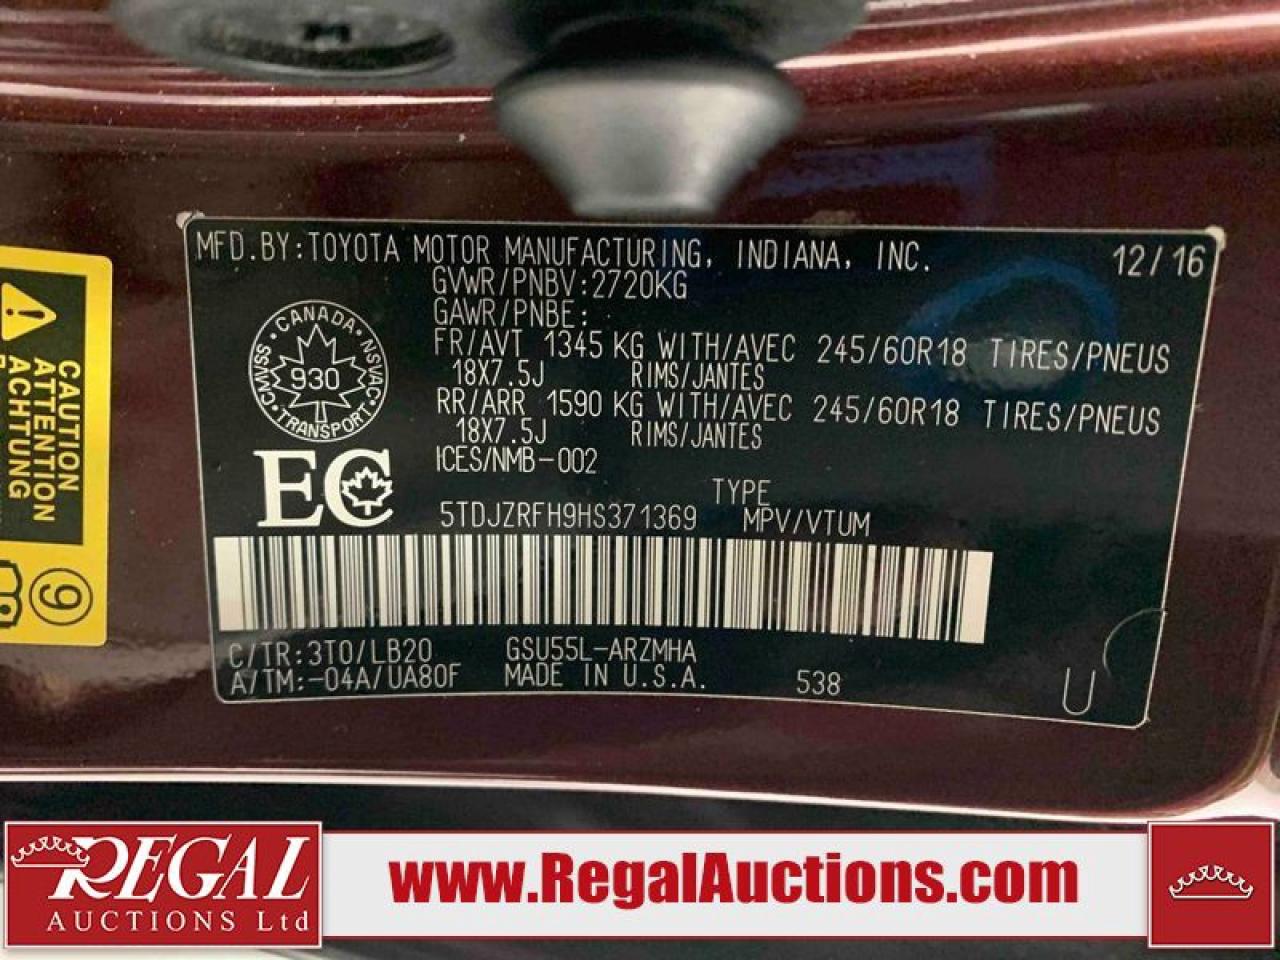 MFD.BY:TOYOTA MOTOR MANUFACTURING, INDIANA, INC. 12/16
GVWR/PNBV:2720KG
GAWR/PNBE:
FR/AVT 1345 KG WITH/AVEC 245/60R18 TIRES/PNEUS
18X7.5J RIMS/JANTES
RR/ARR 1590 KG WITH/AVEC 245/60R18 TIRES/PNEUS
18X7.5J RIMS/JANTES
ICES/NMB-002
CANADA
CMVSS · NSVAC
930
TRANSPORT
EC
TYPE
5TDJZRFH9HS371369 MPV/VTUM
C/TR:3T0/LB20 GSU55L-ARZMHA
A/TM:-04A/UA80F MADE IN U.S.A. 538
U
CAUTION
ATTENTION
ACHTUNG
9
REGAL
AUCTIONS Ltd
www.RegalAuctions.com